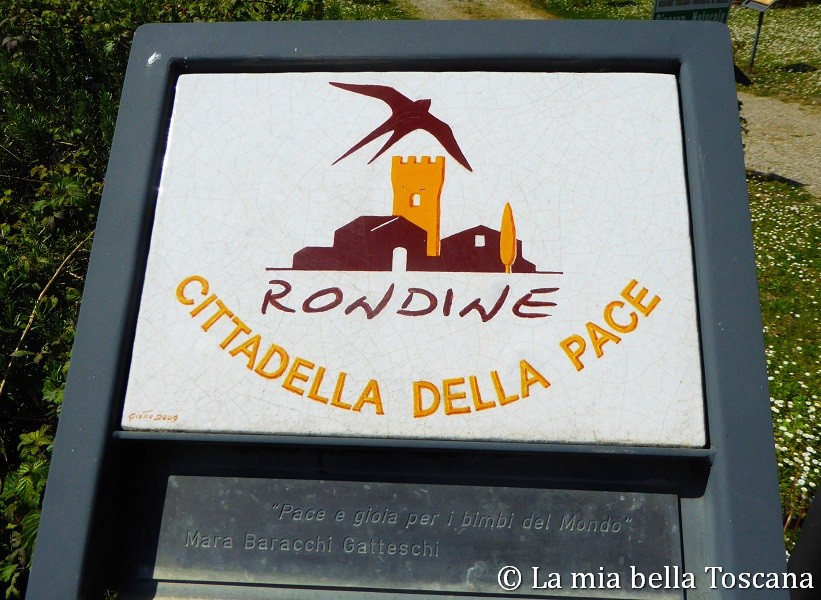 RONDINE
CITTADELLA DELLA PACE
"Pace e gioia per i bimbi del Mondo"
Mara Baracchi Gatteschi
© La mia bella Toscana